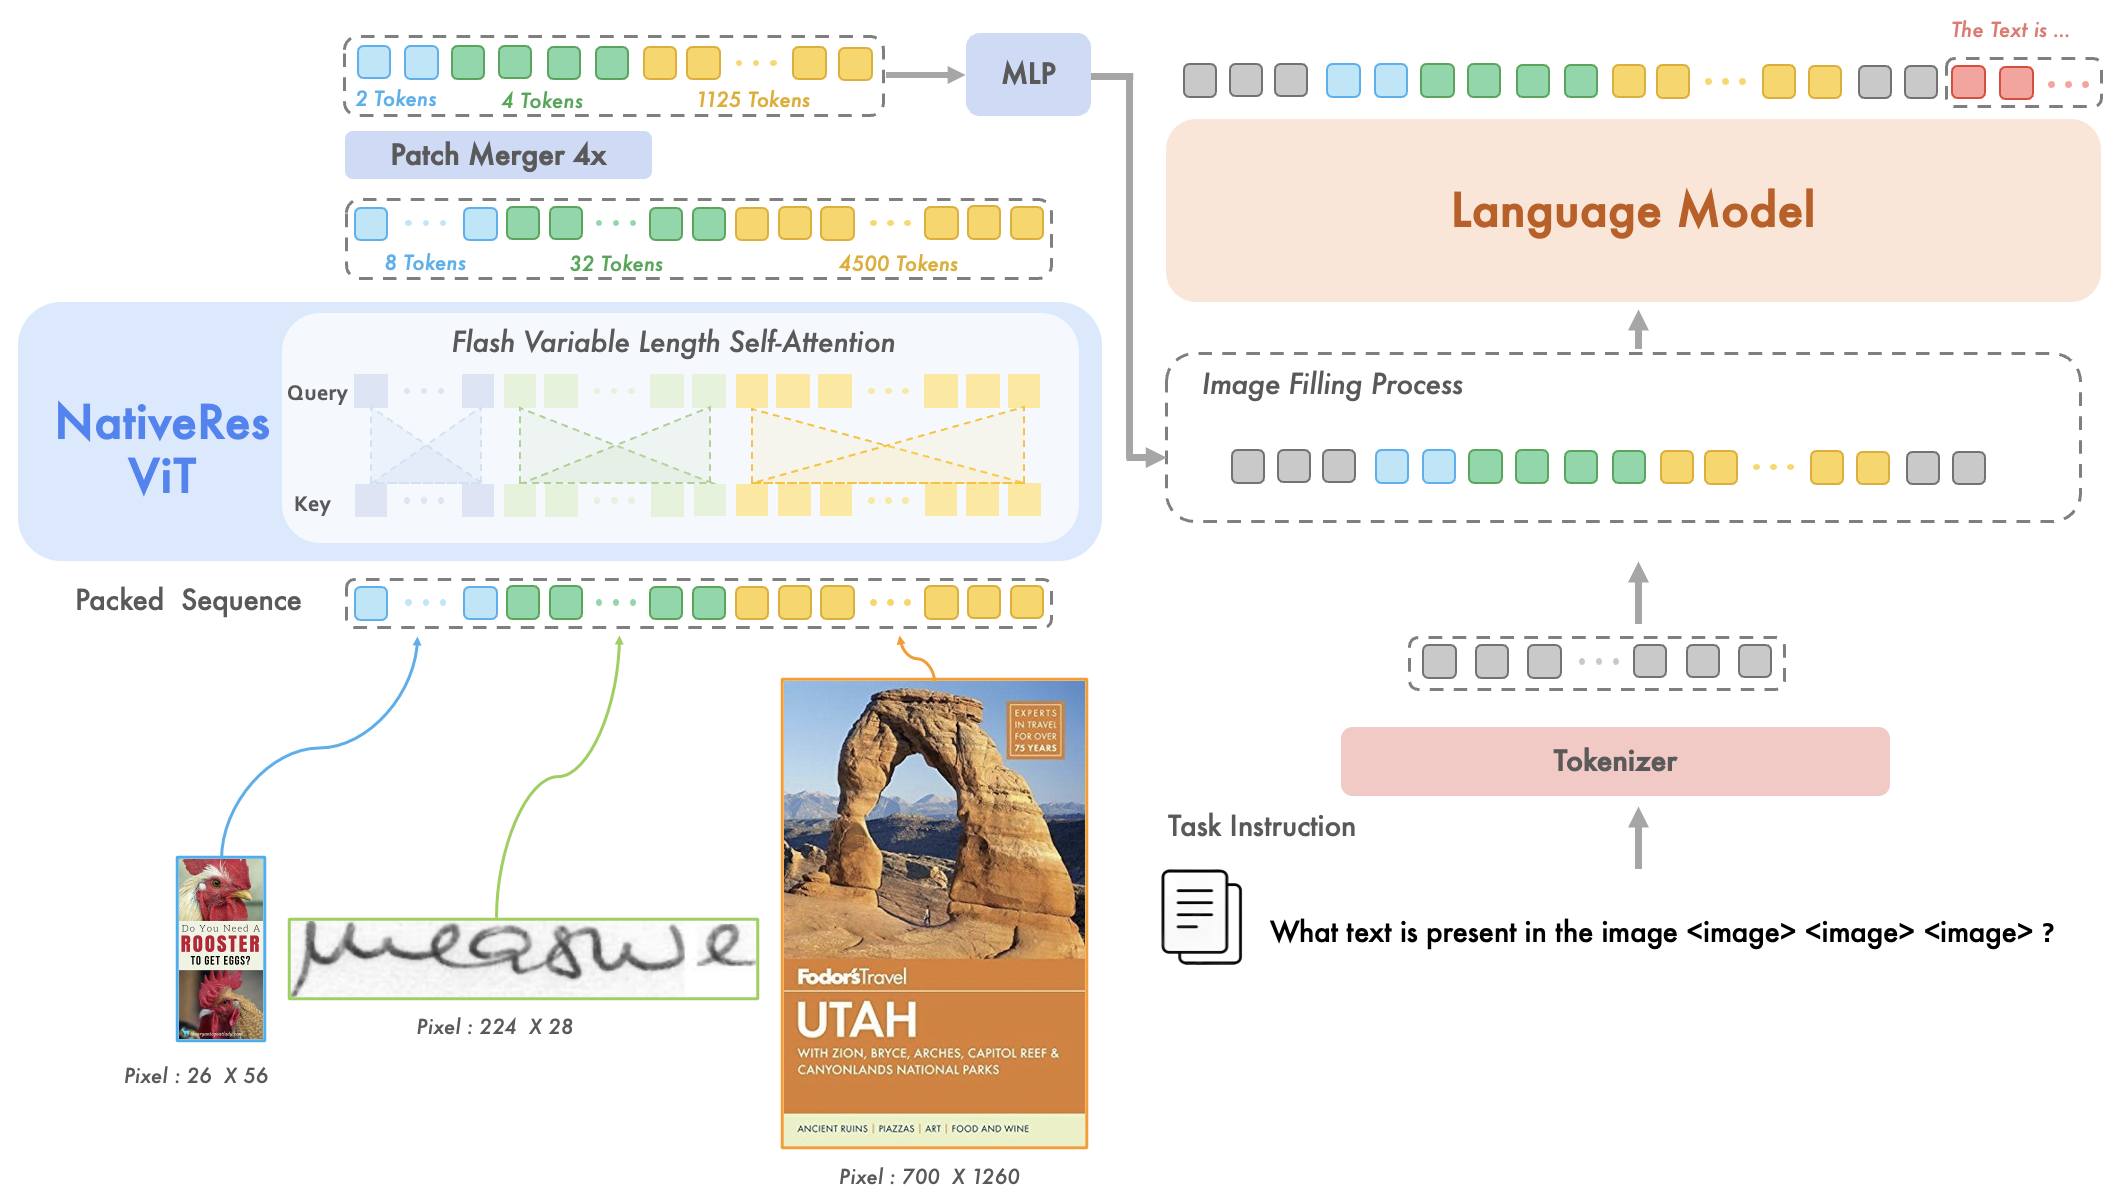 The Text is ...
2 Tokens
4 Tokens
1125 Tokens
MLP
Patch Merger 4x
8 Tokens
32 Tokens
4500 Tokens
Language Model
Flash Variable Length Self-Attention
Query
Key
NativeRes
ViT
Image Filling Process
Packed Sequence
Tokenizer
Task Instruction
What text is present in the image <image> <image> <image> ?
Do You Need A
ROOSTER
TO GET EGGS?
Pixel : 26 X 56
measure
Pixel : 224 X 28
EXPERTS
IN TRAVEL
FOR OVER
75 YEARS
Fodor'sTravel
UTAH
WITH ZION, BRYCE, ARCHES, CAPITOL REEF &
CANYONLANDS NATIONAL PARKS
ANCIENT RUINS | PIAZZAS | ART | FOOD AND WINE
Pixel : 700 X 1260